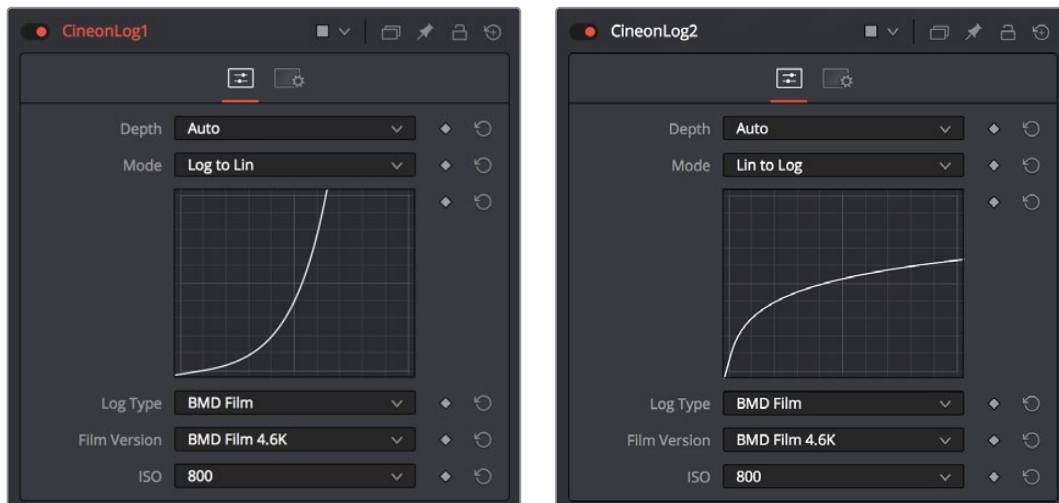 CineonLog1
Depth Auto
Mode Log to Lin
Log Type BMD Film
Film Version BMD Film 4.6K
ISO 800
CineonLog2
Depth Auto
Mode Lin to Log
Log Type BMD Film
Film Version BMD Film 4.6K
ISO 800